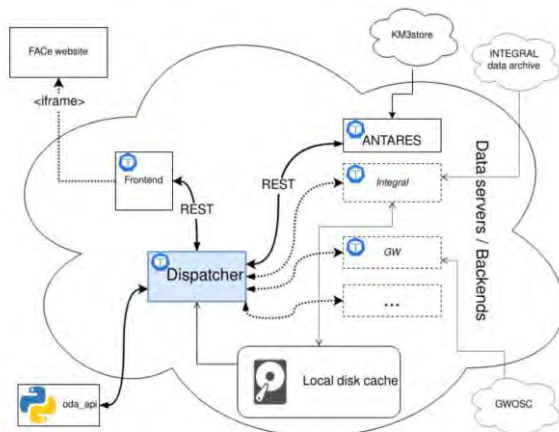 FACe website
<iframe>
Frontend
REST
REST
Dispatcher
oda_api
KM3store
INTEGRAL
data archive
ANTARES
Integral
GW
...
Data servers / Backends
Local disk cache
GWOSC